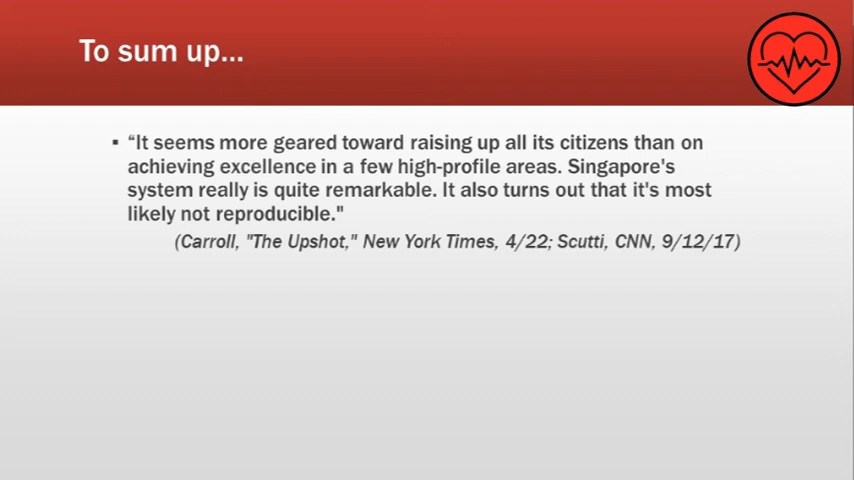 To sum up...
▪ “It seems more geared toward raising up all its citizens than on
achieving excellence in a few high-profile areas. Singapore's
system really is quite remarkable. It also turns out that it's most
likely not reproducible."
(Carroll, "The Upshot," New York Times, 4/22; Scutti, CNN, 9/12/17)